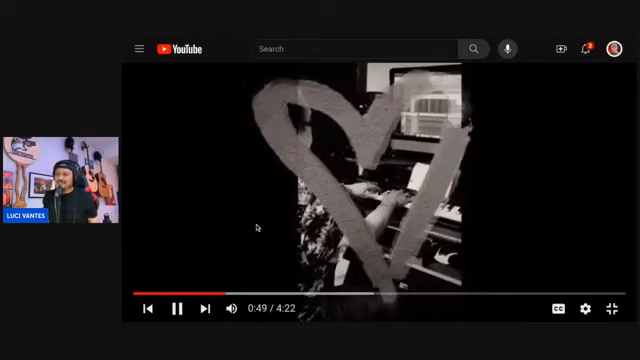 YouTube
Search
3
LUCI VANTES
0:49 / 4:22
CC